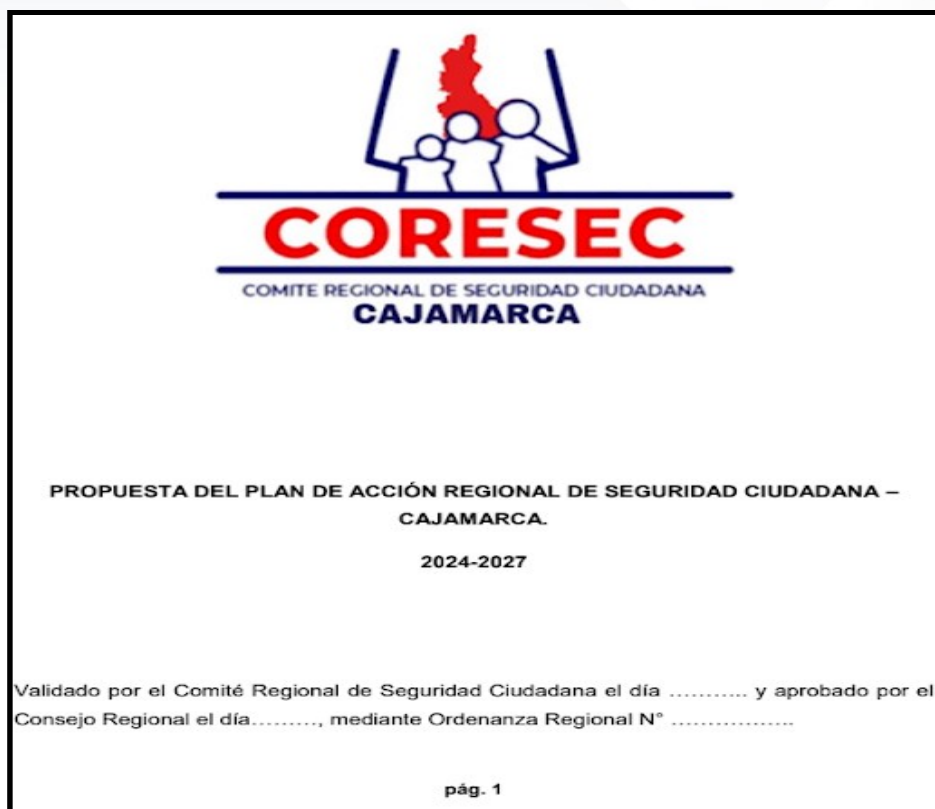 CORESEC
COMITE REGIONAL DE SEGURIDAD CIUDADANA
CAJAMARCA
PROPUESTA DEL PLAN DE ACCIÓN REGIONAL DE SEGURIDAD CIUDADANA –
CAJAMARCA.
2024-2027
Validado por el Comité Regional de Seguridad Ciudadana el día ………. y aprobado por el
Consejo Regional el día………, mediante Ordenanza Regional N° …………….
pág. 1